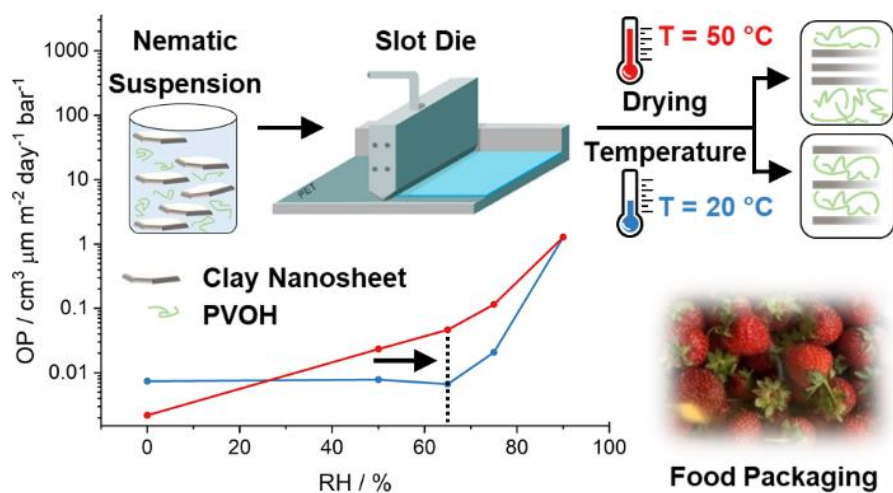 Nematic
Suspension
Slot Die
T = 50 °C
Drying
Temperature
T = 20 °C
PET
Clay Nanosheet
PVOH
OP / cm³ μm m⁻² day⁻¹ bar⁻¹
1000
100
10
1
0.1
0.01
0 20 40 60 80 100
RH / %
Food Packaging